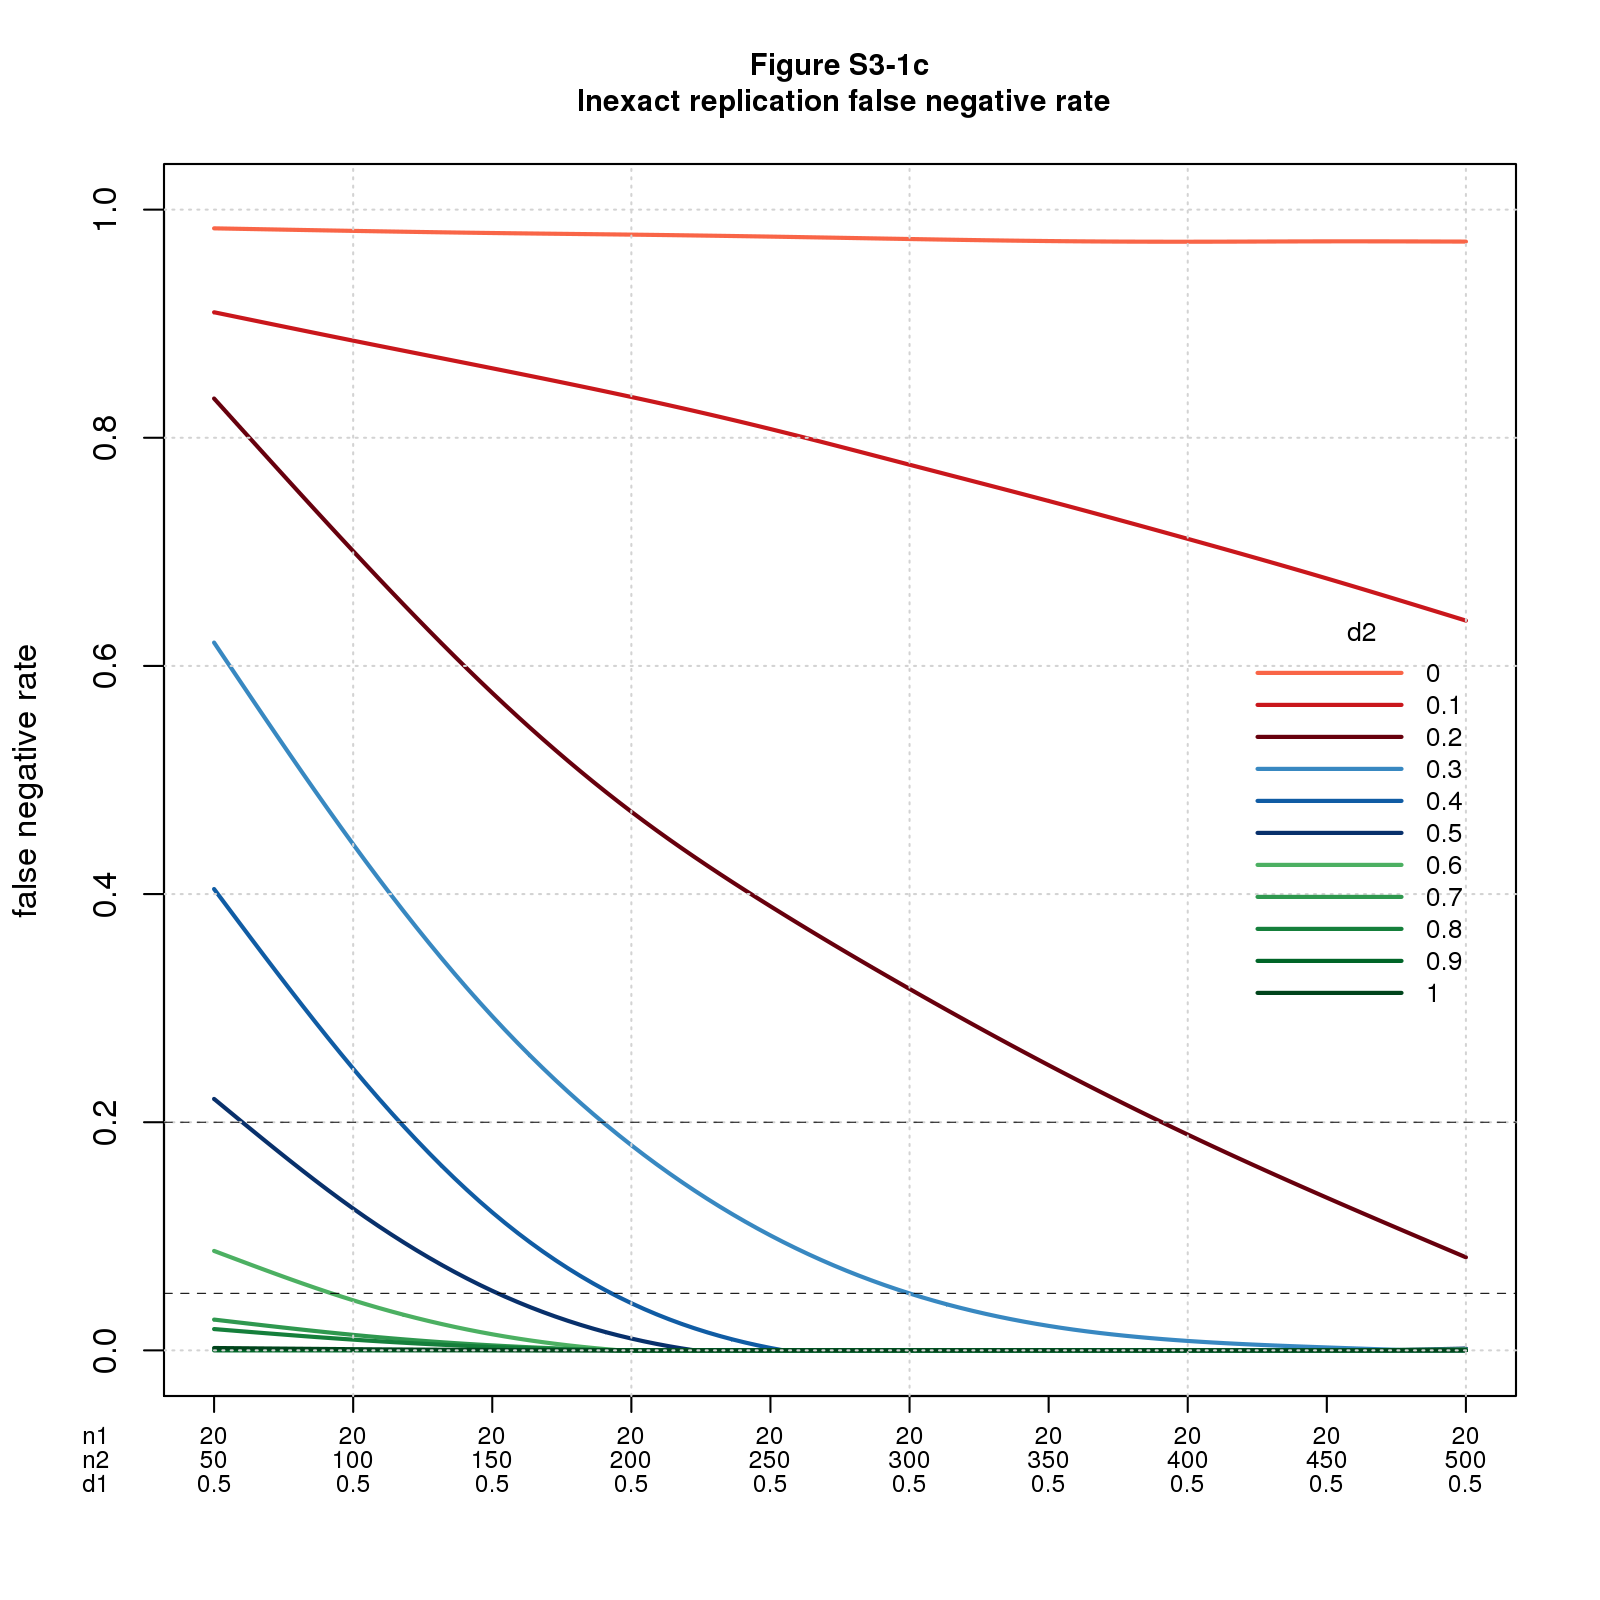 Figure S3-1c
Inexact replication false negative rate
false negative rate
1.0
0.8
0.6
0.4
0.2
0.0
d2
0
0.1
0.2
0.3
0.4
0.5
0.6
0.7
0.8
0.9
1
n1 20 20 20 20 20 20 20 20 20 20
n2 50 100 150 200 250 300 350 400 450 500
d1 0.5 0.5 0.5 0.5 0.5 0.5 0.5 0.5 0.5 0.5